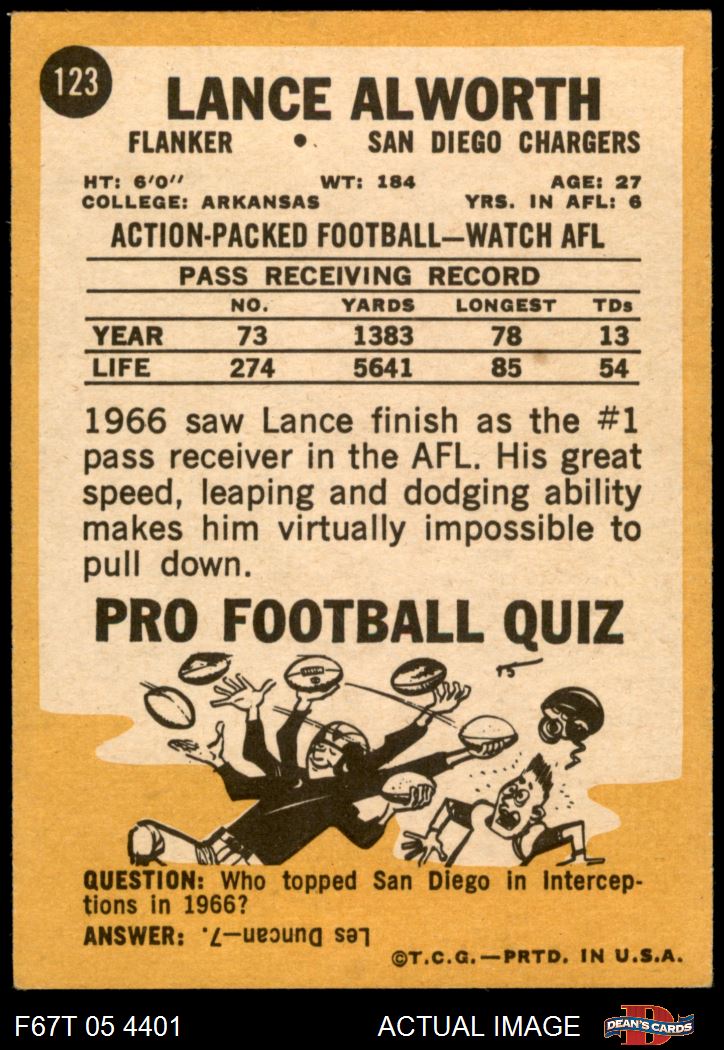 123
LANCE ALWORTH
FLANKER • SAN DIEGO CHARGERS
HT: 6'0'' WT: 184 AGE: 27
COLLEGE: ARKANSAS YRS. IN AFL: 6
ACTION-PACKED FOOTBALL—WATCH AFL
PASS RECEIVING RECORD
NO. YARDS LONGEST TDs
YEAR 73 1383 78 13
LIFE 274 5641 85 54
1966 saw Lance finish as the #1
pass receiver in the AFL. His great
speed, leaping and dodging ability
makes him virtually impossible to
pull down.
PRO FOOTBALL QUIZ
QUESTION: Who topped San Diego in Intercep-
tions in 1966?
ANSWER: Les Duncan—7.
©T.C.G.—PRTD. IN U.S.A.
F67T 05 4401 ACTUAL IMAGE
D
DEAN'S CARDS